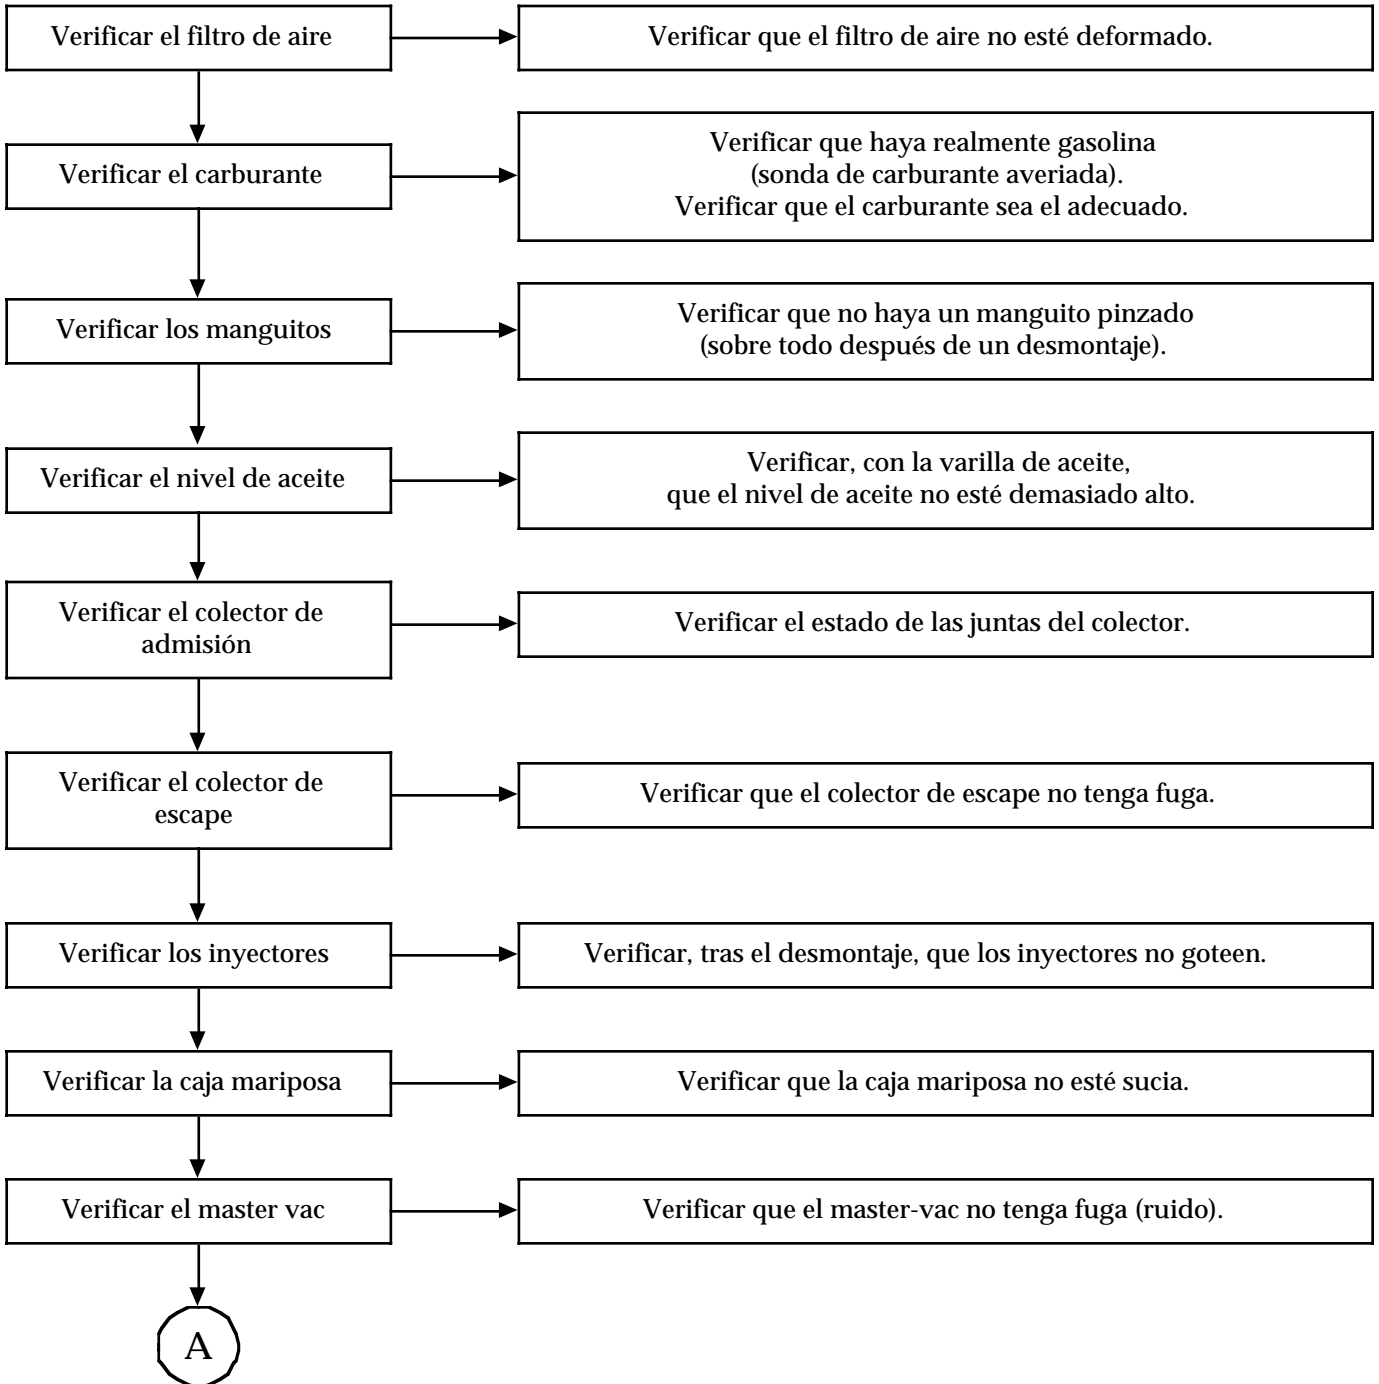 Verificar el filtro de aire
Verificar que el filtro de aire no esté deformado.
Verificar el carburante
Verificar que haya realmente gasolina
(sonda de carburante averiada).
Verificar que el carburante sea el adecuado.
Verificar los manguitos
Verificar que no haya un manguito pinzado
(sobre todo después de un desmontaje).
Verificar el nivel de aceite
Verificar, con la varilla de aceite,
que el nivel de aceite no esté demasiado alto.
Verificar el colector de
admisión
Verificar el estado de las juntas del colector.
Verificar el colector de
escape
Verificar que el colector de escape no tenga fuga.
Verificar los inyectores
Verificar, tras el desmontaje, que los inyectores no goteen.
Verificar la caja mariposa
Verificar que la caja mariposa no esté sucia.
Verificar el master vac
Verificar que el master-vac no tenga fuga (ruido).
A